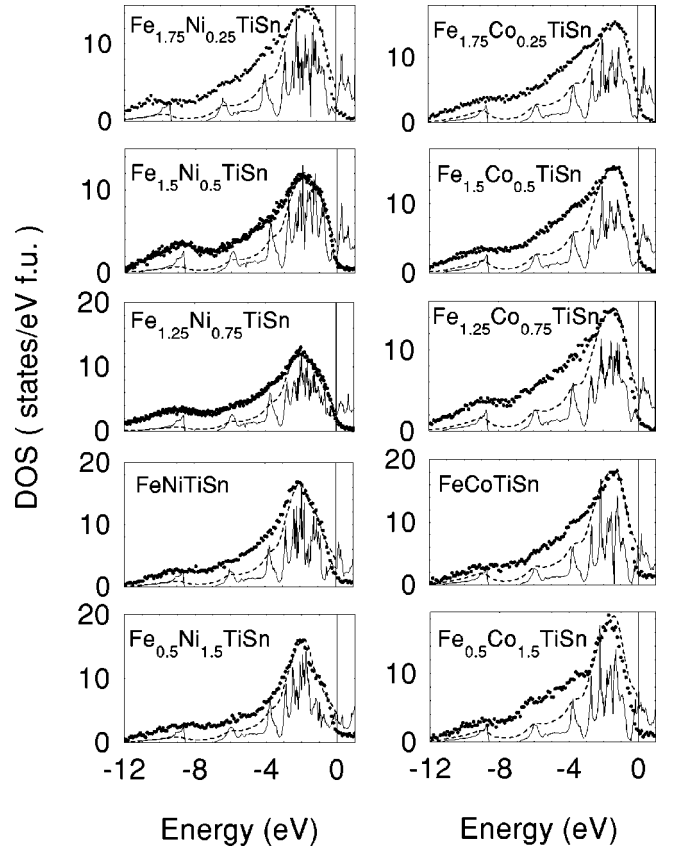 DOS ( states/eV f.u.)
Fe1.75Ni0.25TiSn
10
0
Fe1.75Co0.25TiSn
10
0
Fe1.5Ni0.5TiSn
10
0
Fe1.5Co0.5TiSn
10
0
Fe1.25Ni0.75TiSn
20
10
0
Fe1.25Co0.75TiSn
10
0
FeNiTiSn
20
10
0
FeCoTiSn
20
10
0
Fe0.5Ni1.5TiSn
20
10
0
Fe0.5Co1.5TiSn
10
0
-12 -8 -4 0
-12 -8 -4 0
Energy (eV)
Energy (eV)